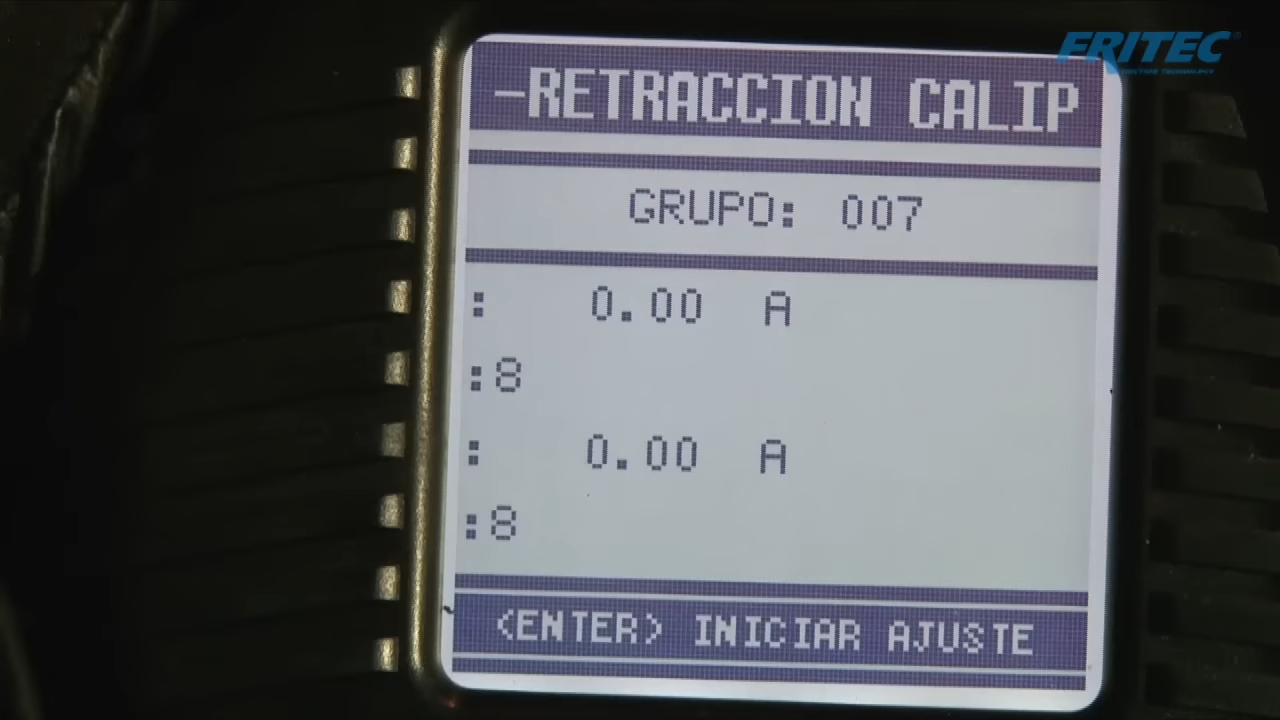 FRITEC®
-RETRACCION CALIP
GRUPO: 007
: 0.00 A
:8
: 0.00 A
:8
<ENTER> INICIAR AJUSTE